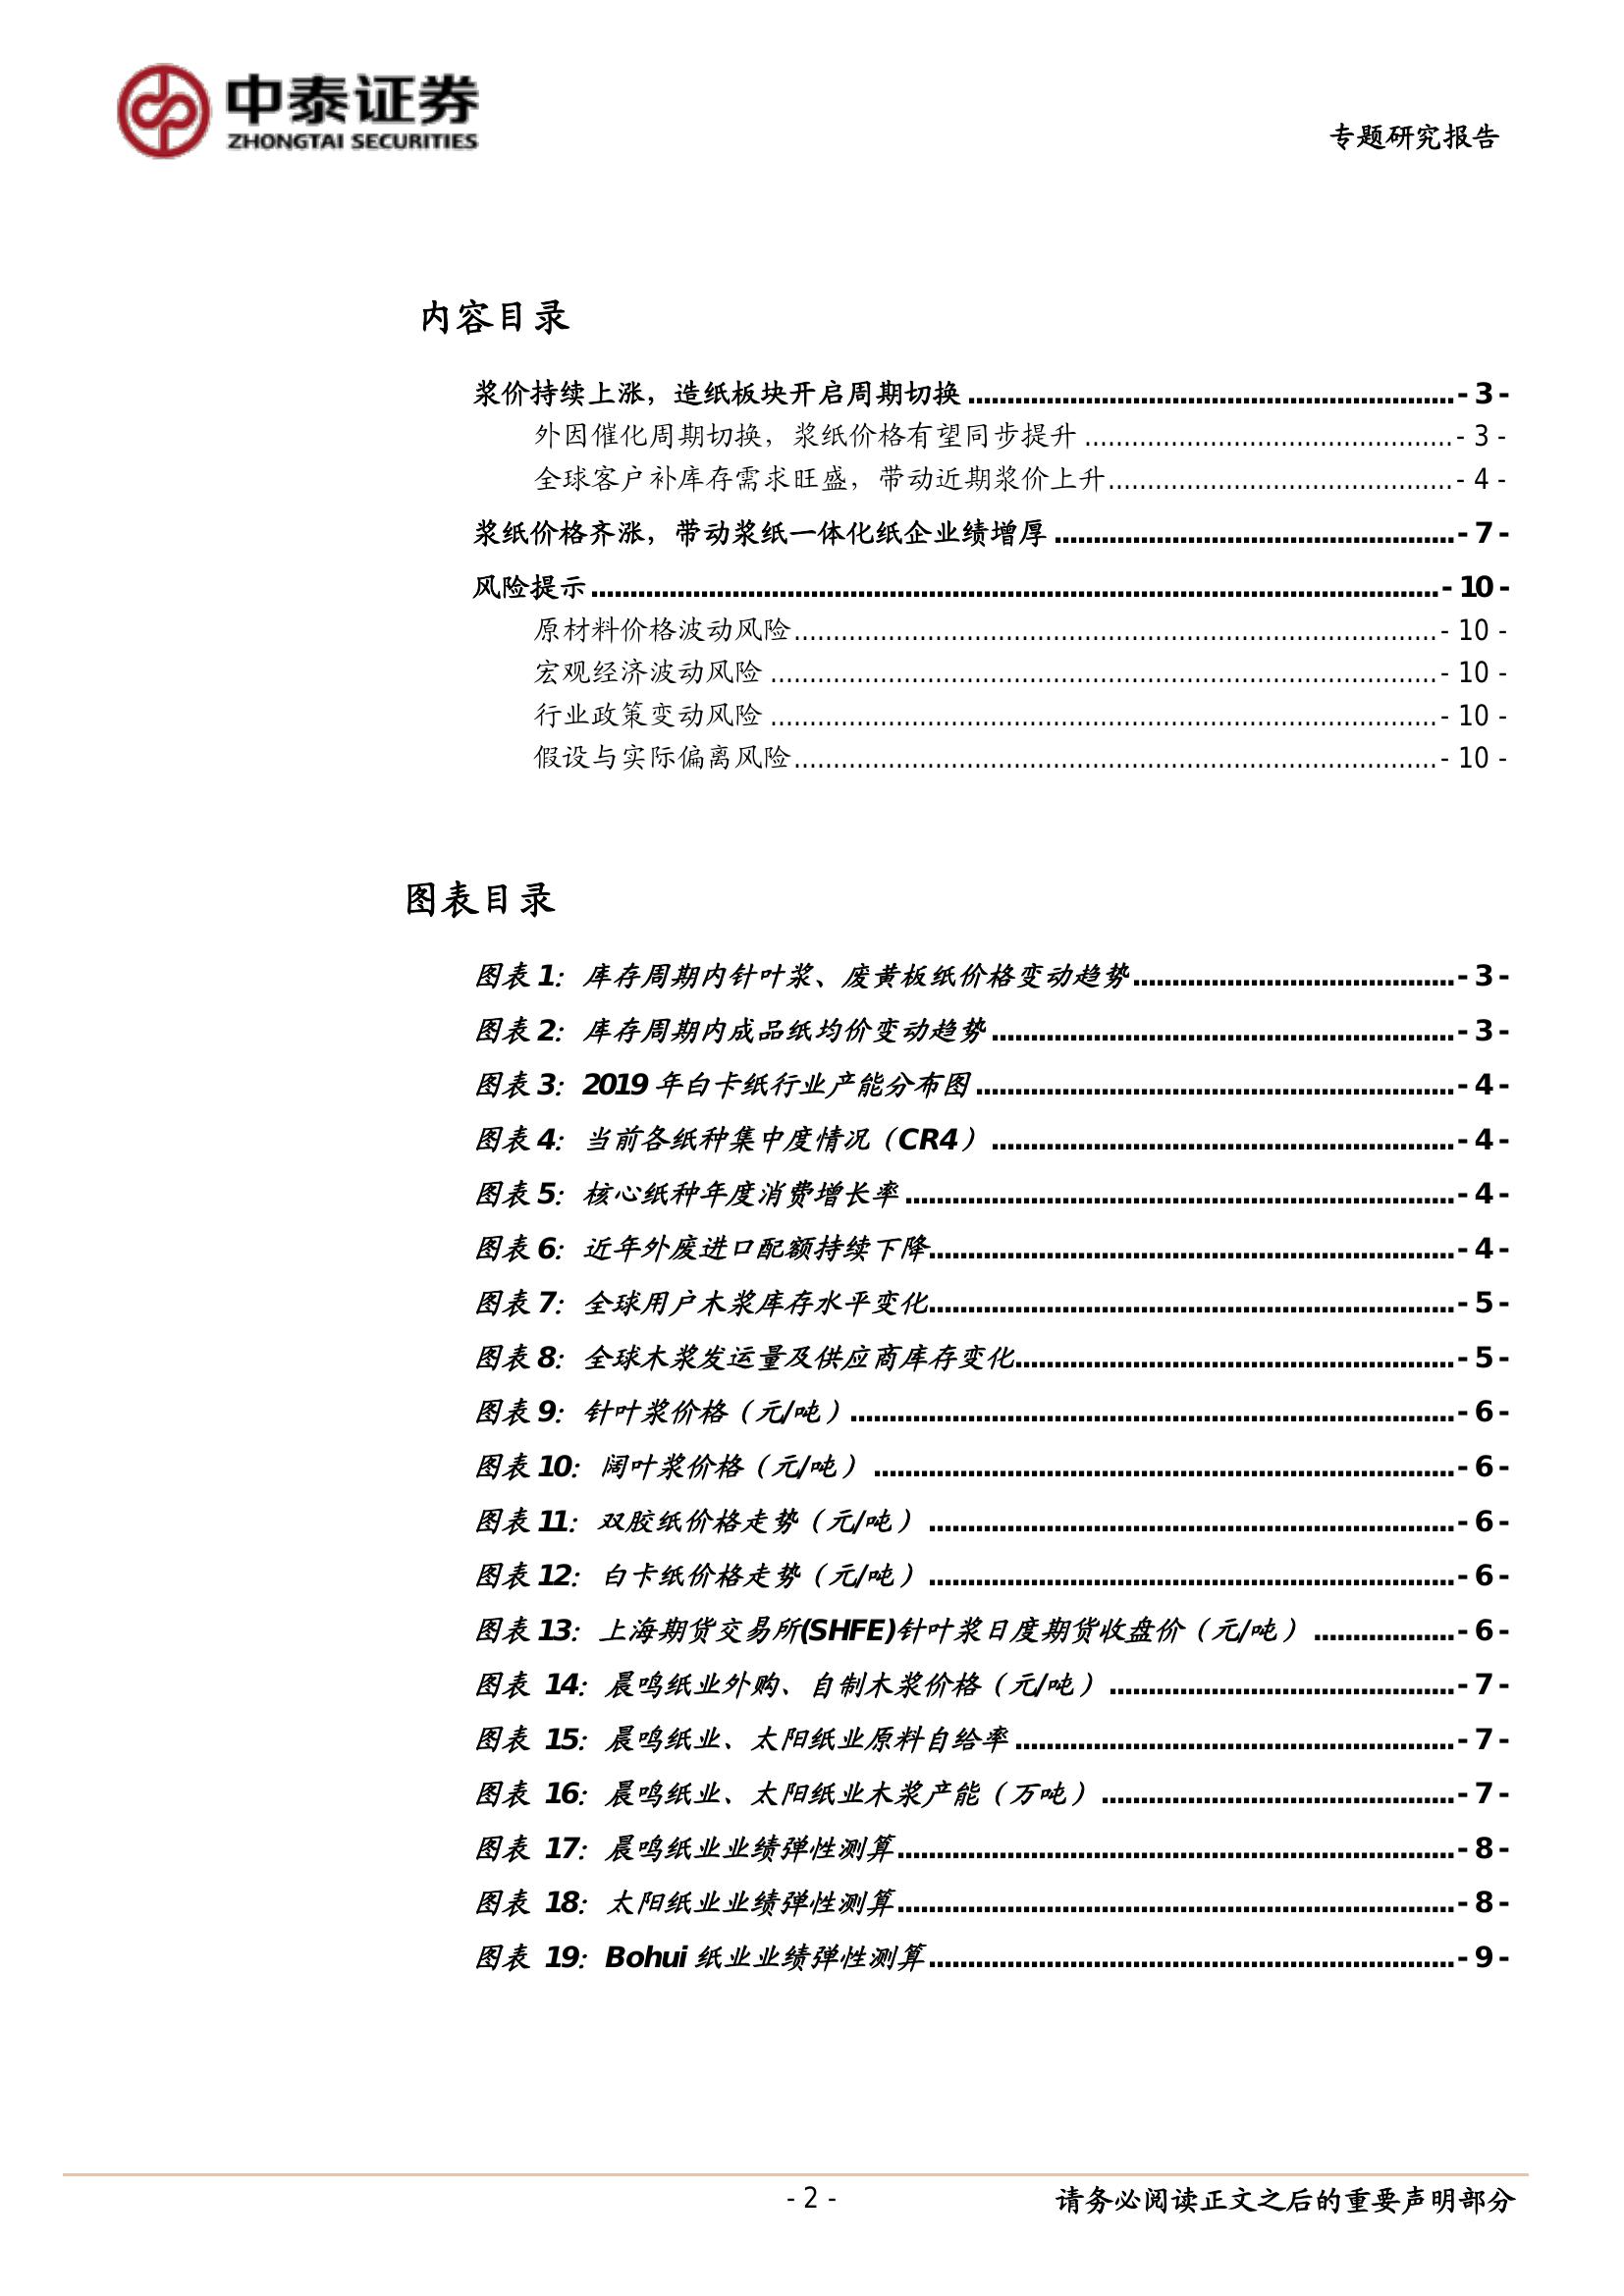 中泰证券
ZHONGTAI SECURITIES
专题研究报告
内容目录
浆价持续上涨，造纸板块开启周期切换 ............................................................- 3 -
外因催化周期切换，浆纸价格有望同步提升 ..............................................- 3 -
全球客户补库存需求旺盛，带动近期浆价上升...........................................- 4 -
浆纸价格齐涨，带动浆纸一体化纸企业绩增厚 ..................................................- 7 -
风险提示 ..........................................................................................................- 10 -
原材料价格波动风险.................................................................................- 10 -
宏观经济波动风险 ....................................................................................- 10 -
行业政策变动风险 ....................................................................................- 10 -
假设与实际偏离风险.................................................................................- 10 -
图表目录
图表 1：库存周期内针叶浆、废黄板纸价格变动趋势.........................................- 3 -
图表 2：库存周期内成品纸均价变动趋势 ..........................................................- 3 -
图表 3：2019 年白卡纸行业产能分布图 ............................................................- 4 -
图表 4：当前各纸种集中度情况（CR4） ..........................................................- 4 -
图表 5：核心纸种年度消费增长率 .....................................................................- 4 -
图表 6：近年外废进口配额持续下降..................................................................- 4 -
图表 7：全球用户木浆库存水平变化..................................................................- 5 -
图表 8：全球木浆发运量及供应商库存变化.......................................................- 5 -
图表 9：针叶浆价格（元/吨）............................................................................- 6 -
图表 10：阔叶浆价格（元/吨） .........................................................................- 6 -
图表 11：双胶纸价格走势（元/吨） ..................................................................- 6 -
图表 12：白卡纸价格走势（元/吨） ..................................................................- 6 -
图表 13：上海期货交易所(SHFE)针叶浆日度期货收盘价（元/吨） ..................- 6 -
图表 14：晨鸣纸业外购、自制木浆价格（元/吨） ............................................- 7 -
图表 15：晨鸣纸业、太阳纸业原料自给率 ........................................................- 7 -
图表 16：晨鸣纸业、太阳纸业木浆产能（万吨） .............................................- 7 -
图表 17：晨鸣纸业业绩弹性测算.......................................................................- 8 -
图表 18：太阳纸业业绩弹性测算.......................................................................- 8 -
图表 19：Bohui 纸业业绩弹性测算...................................................................- 9 -
- 2 -
请务必阅读正文之后的重要声明部分